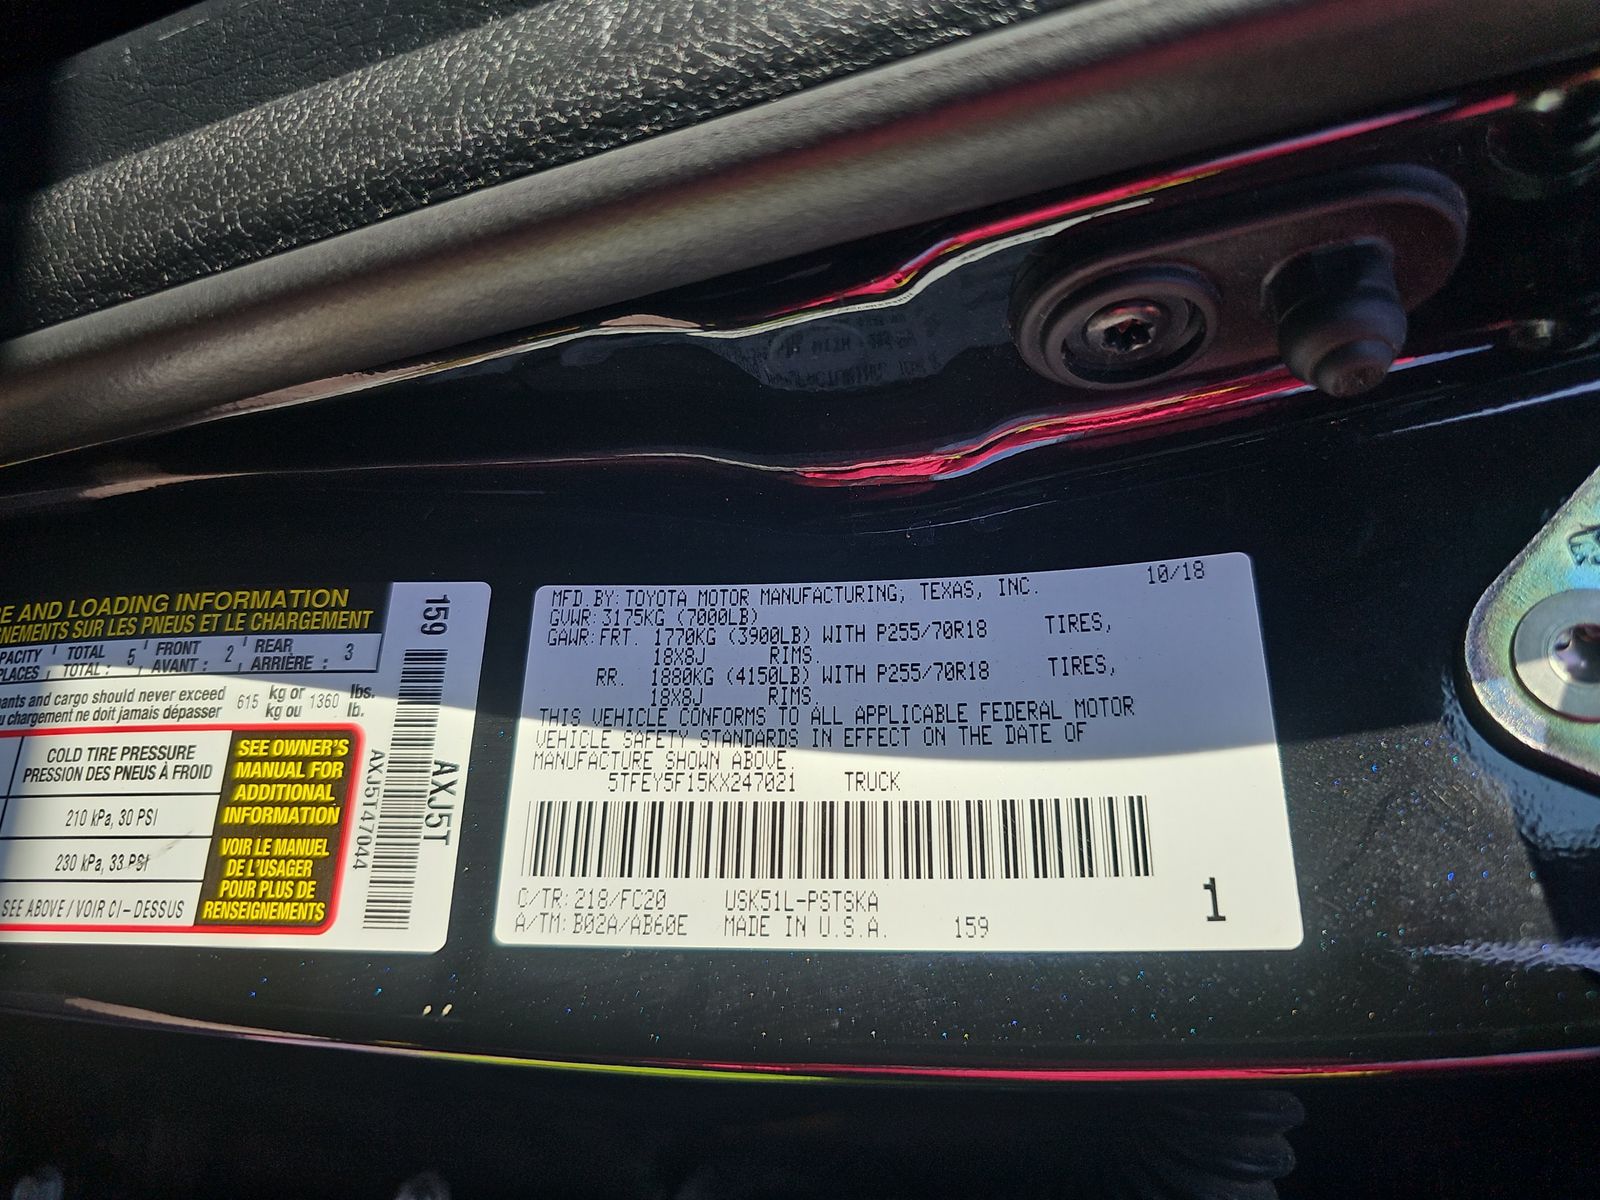 E AND LOADING INFORMATION
NEMENTS SUR LES PNEUS ET LE CHARGEMENT
TOTAL 5 FRONT 2 REAR 3
TOTAL : AVANT : ARRIÈRE :
and cargo should never exceed 615 kg or 1360 lbs.
chargement ne doit jamais dépasser kg ou lb.
COLD TIRE PRESSURE
PRESSION DES PNEUS À FROID
210 kPa, 30 PSI
230 kPa, 33 PSI
SEE ABOVE / VOIR CI-DESSUS
SEE OWNER'S
MANUAL FOR
ADDITIONAL
INFORMATION
VOIR LE MANUEL
DE L'USAGER
POUR PLUS DE
RENSEIGNEMENTS
159
AXJ5T
AXJ5147044
MFD.BY: TOYOTA MOTOR MANUFACTURING, TEXAS, INC. 10/18
GVWR: 3175KG (7000LB)
GAWR: FRT. 1770KG (3900LB) WITH P255/70R18 TIRES,
18X8J RIMS.
RR. 1880KG (4150LB) WITH P255/70R18 TIRES,
18X8J RIMS.
THIS VEHICLE CONFORMS TO ALL APPLICABLE FEDERAL MOTOR
VEHICLE SAFETY STANDARDS IN EFFECT ON THE DATE OF
MANUFACTURE SHOWN ABOVE.
5TFEY5F15KX247021 TRUCK
C/TR: 218/FC20 USK51L-PSTSKA
A/TM: B02A/AB60E MADE IN U.S.A. 159
1